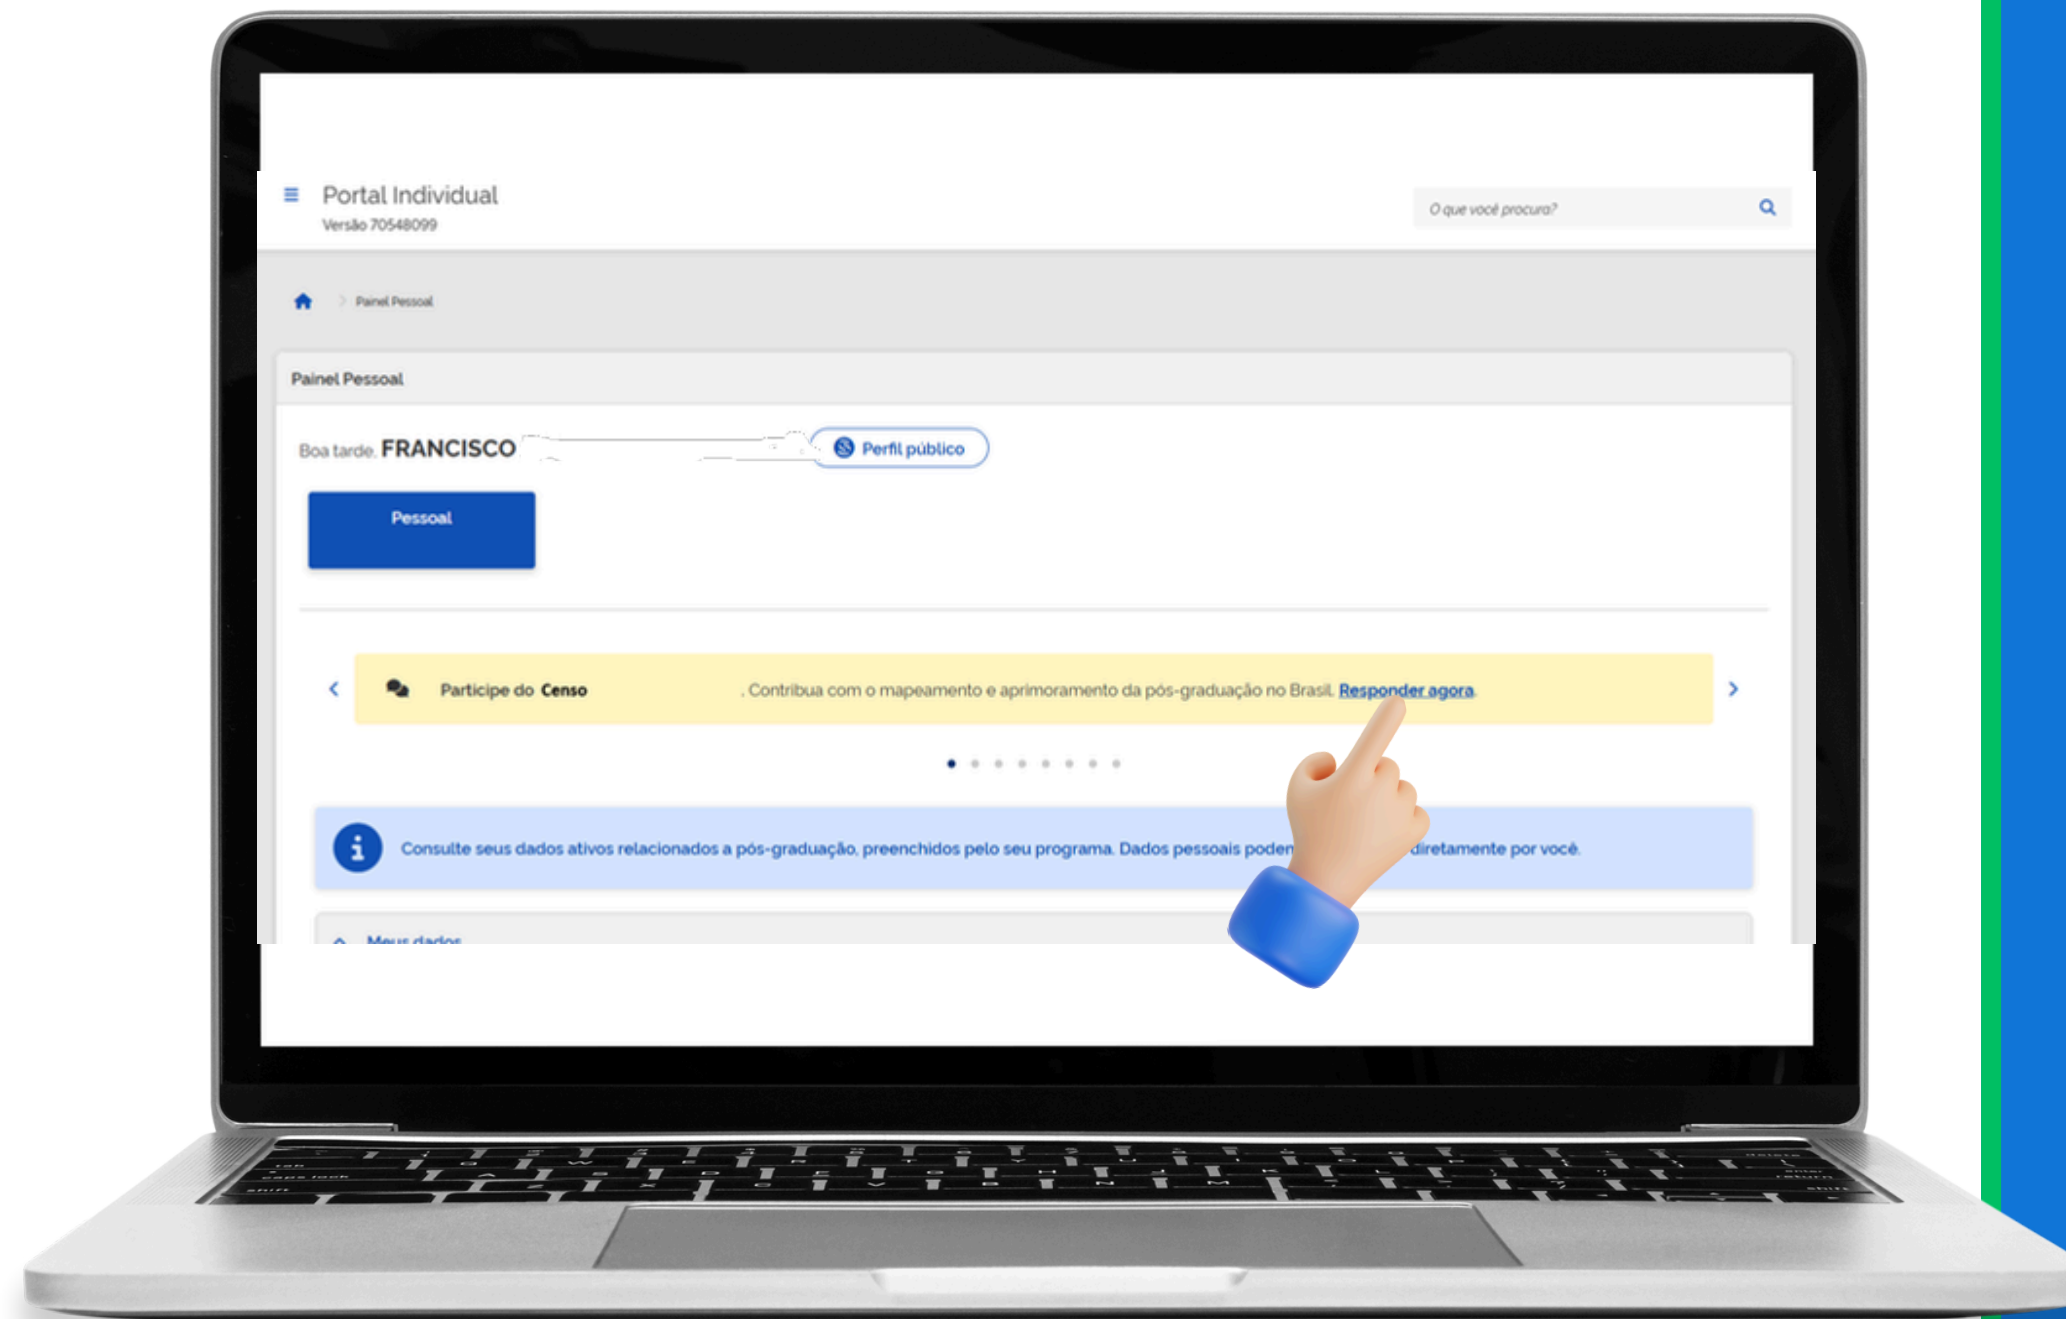 Portal Individual
Versão 70548099
O que você procura?
Painel Pessoal
Painel Pessoal
Boa tarde, FRANCISCO
Perfil público
Pessoal
Participe do Censo . Contribua com o mapeamento e aprimoramento da pós-graduação no Brasil. Responder agora.
Consulte seus dados ativos relacionados a pós-graduação, preenchidos pelo seu programa. Dados pessoais podem diretamente por você.
Meus dados